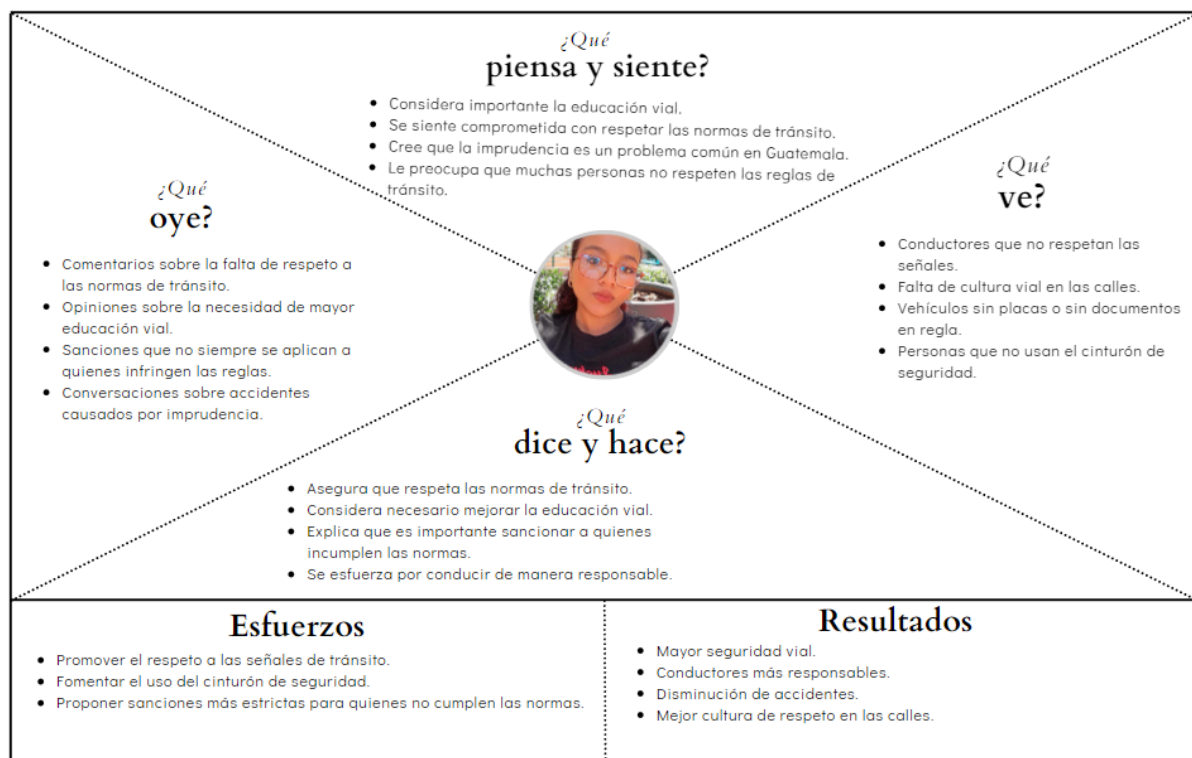 ¿Qué
piensa y siente?
Considera importante la educación vial.
Se siente comprometida con respetar las normas de tránsito.
Cree que la imprudencia es un problema común en Guatemala.
Le preocupa que muchas personas no respeten las reglas de
tránsito.
¿Qué
oye?
Comentarios sobre la falta de respeto a
las normas de tránsito.
Opiniones sobre la necesidad de mayor
educación vial.
Sanciones que no siempre se aplican a
quienes infringen las reglas.
Conversaciones sobre accidentes
causados por imprudencia.
¿Qué
ve?
Conductores que no respetan las
señales.
Falta de cultura vial en las calles.
Vehículos sin placas o sin documentos
en regla.
Personas que no usan el cinturón de
seguridad.
¿Qué
dice y hace?
Asegura que respeta las normas de tránsito.
Considera necesario mejorar la educación vial.
Explica que es importante sancionar a quienes
incumplen las normas.
Se esfuerza por conducir de manera responsable.
Esfuerzos
Promover el respeto a las señales de tránsito.
Fomentar el uso del cinturón de seguridad.
Proponer sanciones más estrictas para quienes no cumplen las normas.
Resultados
Mayor seguridad vial.
Conductores más responsables.
Disminución de accidentes.
Mejor cultura de respeto en las calles.